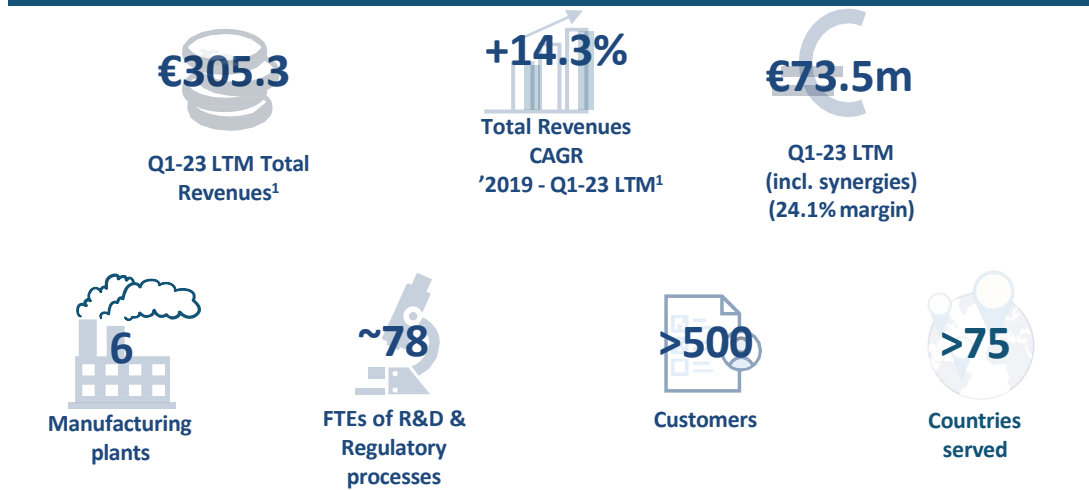 €305.3
Q1-23 LTM Total
Revenues¹
+14.3%
Total Revenues
CAGR
’2019 - Q1-23 LTM¹
€73.5m
Q1-23 LTM
(incl. synergies)
(24.1% margin)
6
Manufacturing
plants
~78
FTEs of R&D &
Regulatory
processes
>500
Customers
>75
Countries
served